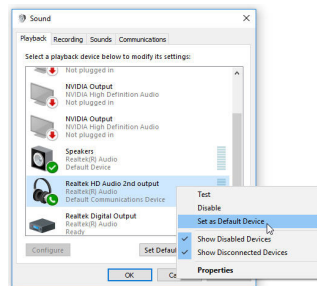 Sound
Playback Recording Sounds Communications
Select a playback device below to modify its settings:
Not plugged in
NVIDIA Output
NVIDIA High Definition Audio
Not plugged in
NVIDIA Output
NVIDIA High Definition Audio
Not plugged in
Speakers
Realtek(R) Audio
Default Device
Realtek HD Audio 2nd output
Realtek(R) Audio
Default Communications Device
Realtek Digital Output
Realtek(R) Audio
Ready
Test
Disable
Set as Default Device
Show Disabled Devices
Show Disconnected Devices
Properties
Configure Set Defau
OK Ca